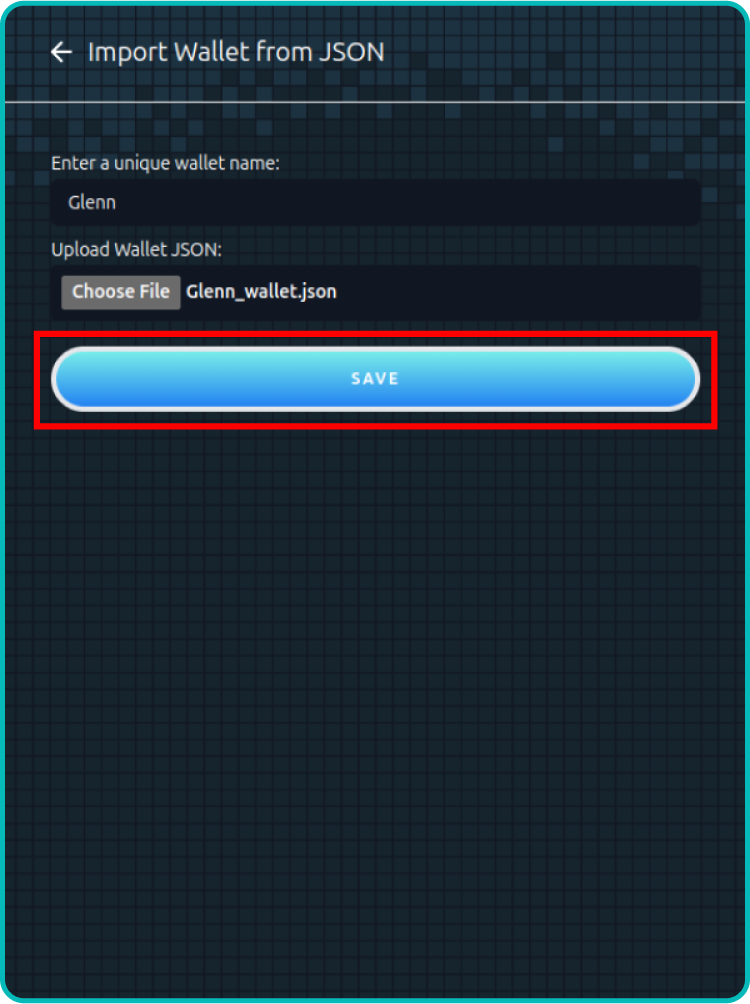 Import Wallet from JSON
Enter a unique wallet name:
Glenn
Upload Wallet JSON:
Choose File Glenn_wallet.json
SAVE